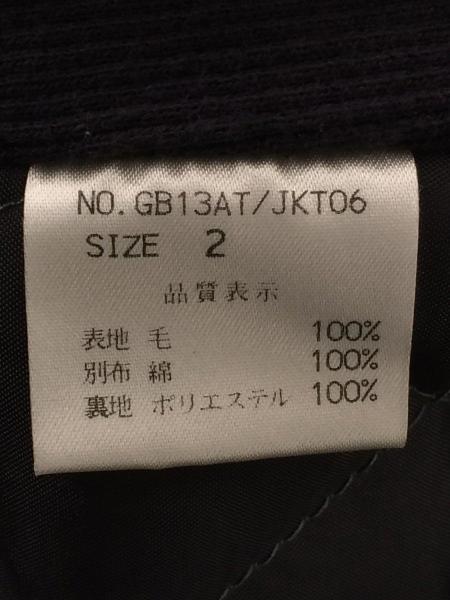 NO. GB13AT/JKT06
SIZE 2
品質表示
表地 毛 100%
別布 綿 100%
裏地 ポリエステル 100%